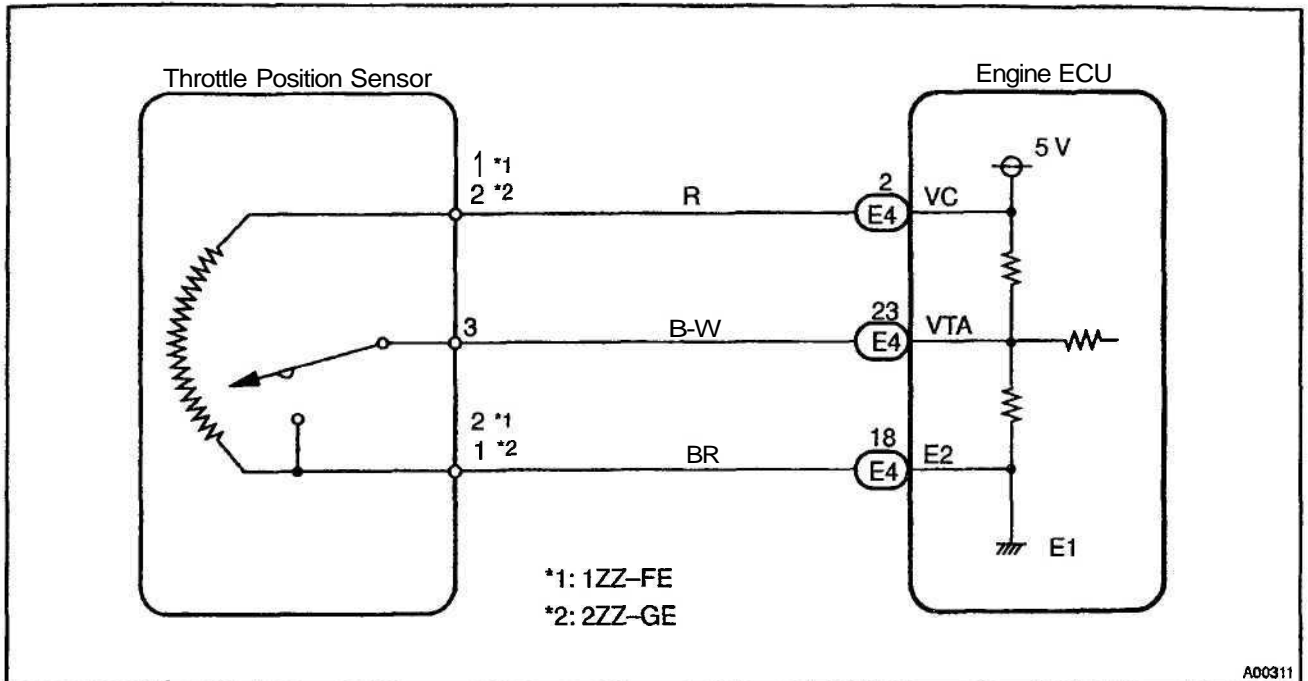 Throttle Position Sensor
Engine ECU
5 V
1 *1
2 *2
R
2
E4
VC
3
B-W
23
E4
VTA
2 *1
1 *2
BR
18
E4
E2
E1
*1: 1ZZ–FE
*2: 2ZZ–GE
A00311